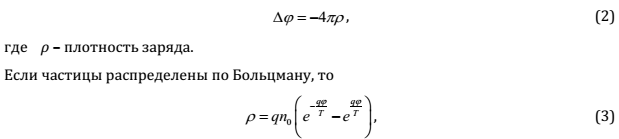 Δφ = −4πρ, (2)
где ρ – плотность заряда.
Если частицы распределены по Больцману, то
ρ = qn₀ ( e^{−qφ/T} − e^{qφ/T} ), (3)